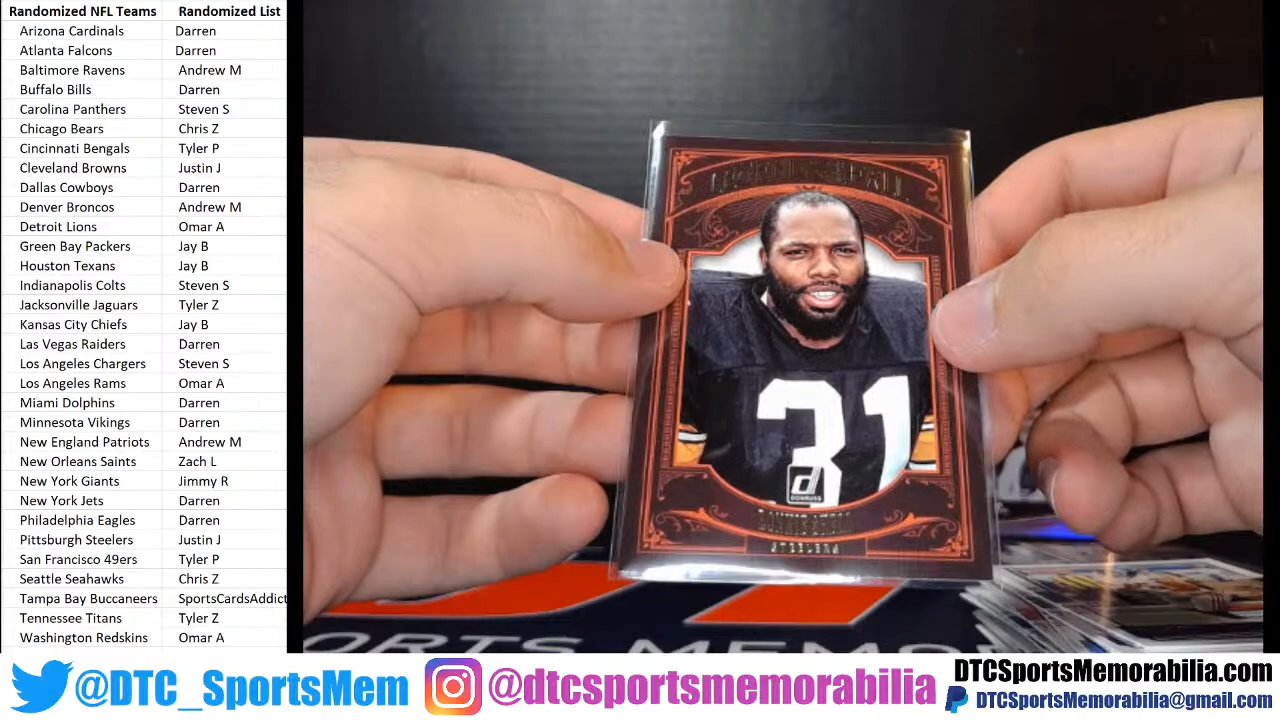 Randomized NFL Teams Randomized List
Arizona Cardinals Darren
Atlanta Falcons Darren
Baltimore Ravens Andrew M
Buffalo Bills Darren
Carolina Panthers Steven S
Chicago Bears Chris Z
Cincinnati Bengals Tyler P
Cleveland Browns Justin J
Dallas Cowboys Darren
Denver Broncos Andrew M
Detroit Lions Omar A
Green Bay Packers Jay B
Houston Texans Jay B
Indianapolis Colts Steven S
Jacksonville Jaguars Tyler Z
Kansas City Chiefs Jay B
Las Vegas Raiders Darren
Los Angeles Chargers Steven S
Los Angeles Rams Omar A
Miami Dolphins Darren
Minnesota Vikings Darren
New England Patriots Andrew M
New Orleans Saints Zach L
New York Giants Jimmy R
New York Jets Darren
Philadelphia Eagles Darren
Pittsburgh Steelers Justin J
San Francisco 49ers Tyler P
Seattle Seahawks Chris Z
Tampa Bay Buccaneers SportsCardsAddict
Tennessee Titans Tyler Z
Washington Redskins Omar A
31
d
DONRUSS
STEELERS
ORTS MEMO
@DTC_SportsMem
@dtcsportsmemorabilia
DTCSportsMemorabilia.com
DTCSportsMemorabilia@gmail.com